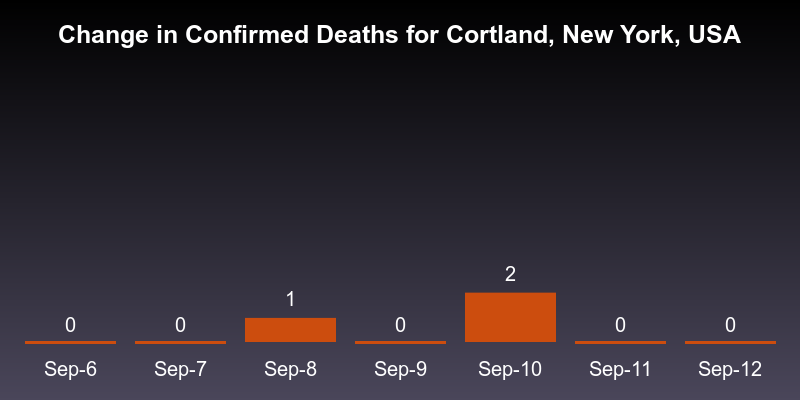 Change in Confirmed Deaths for Cortland, New York, USA
0 0 1 0 2 0 0
Sep-6 Sep-7 Sep-8 Sep-9 Sep-10 Sep-11 Sep-12